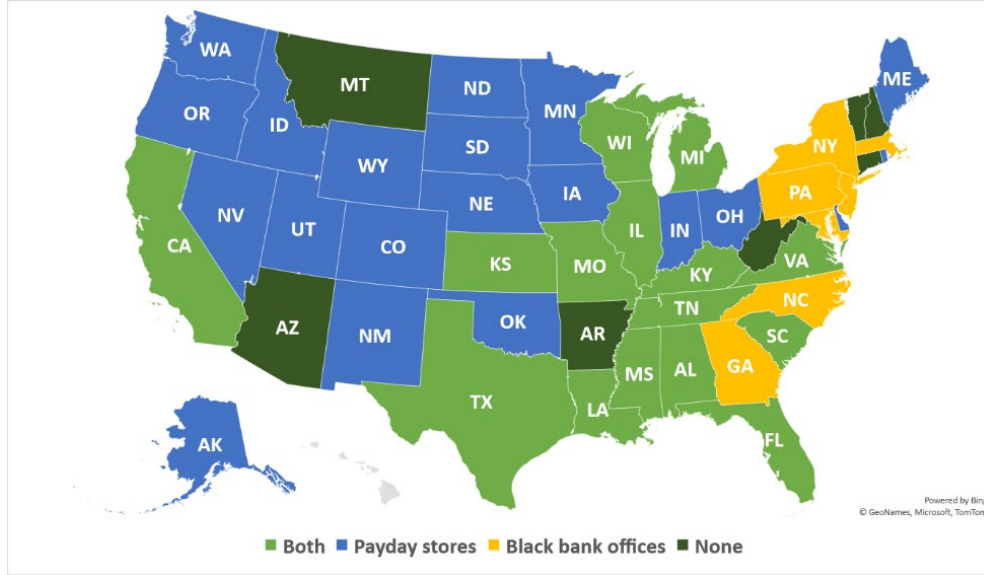 WA
MT
ND
MN
ME
OR
ID
SD
WI
MI
NY
WY
IA
PA
NE
NV
UT
CO
IL
IN
OH
CA
KS
MO
KY
VA
TN
NC
AZ
NM
OK
AR
SC
MS
AL
GA
TX
LA
FL
AK
Powered by Bing
© GeoNames, Microsoft, TomTom
Both Payday stores Black bank offices None